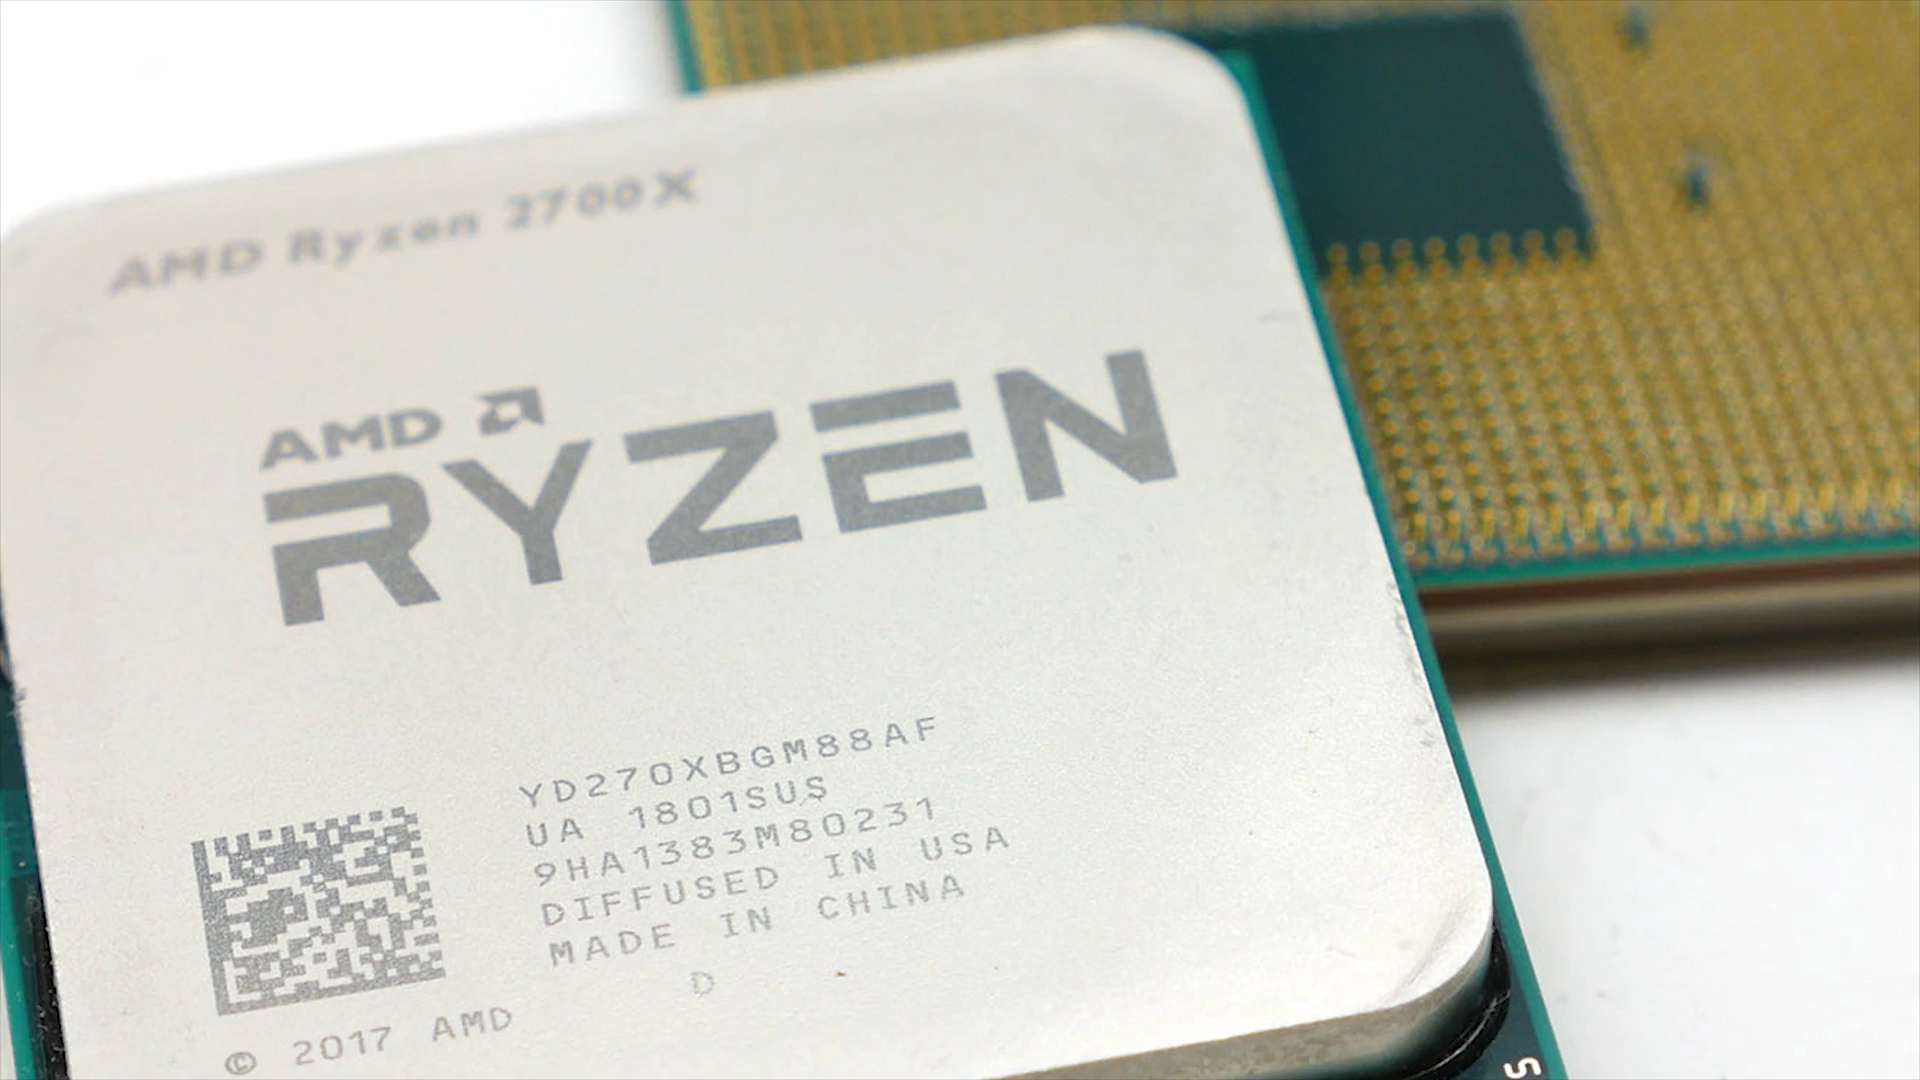 AMD Ryzen 2700X
AMD
RYZEN
YD270XBGM88AF
UA 1801SUS
9HA1383M80231
DIFFUSED IN USA
MADE IN CHINA
D
© 2017 AMD
S